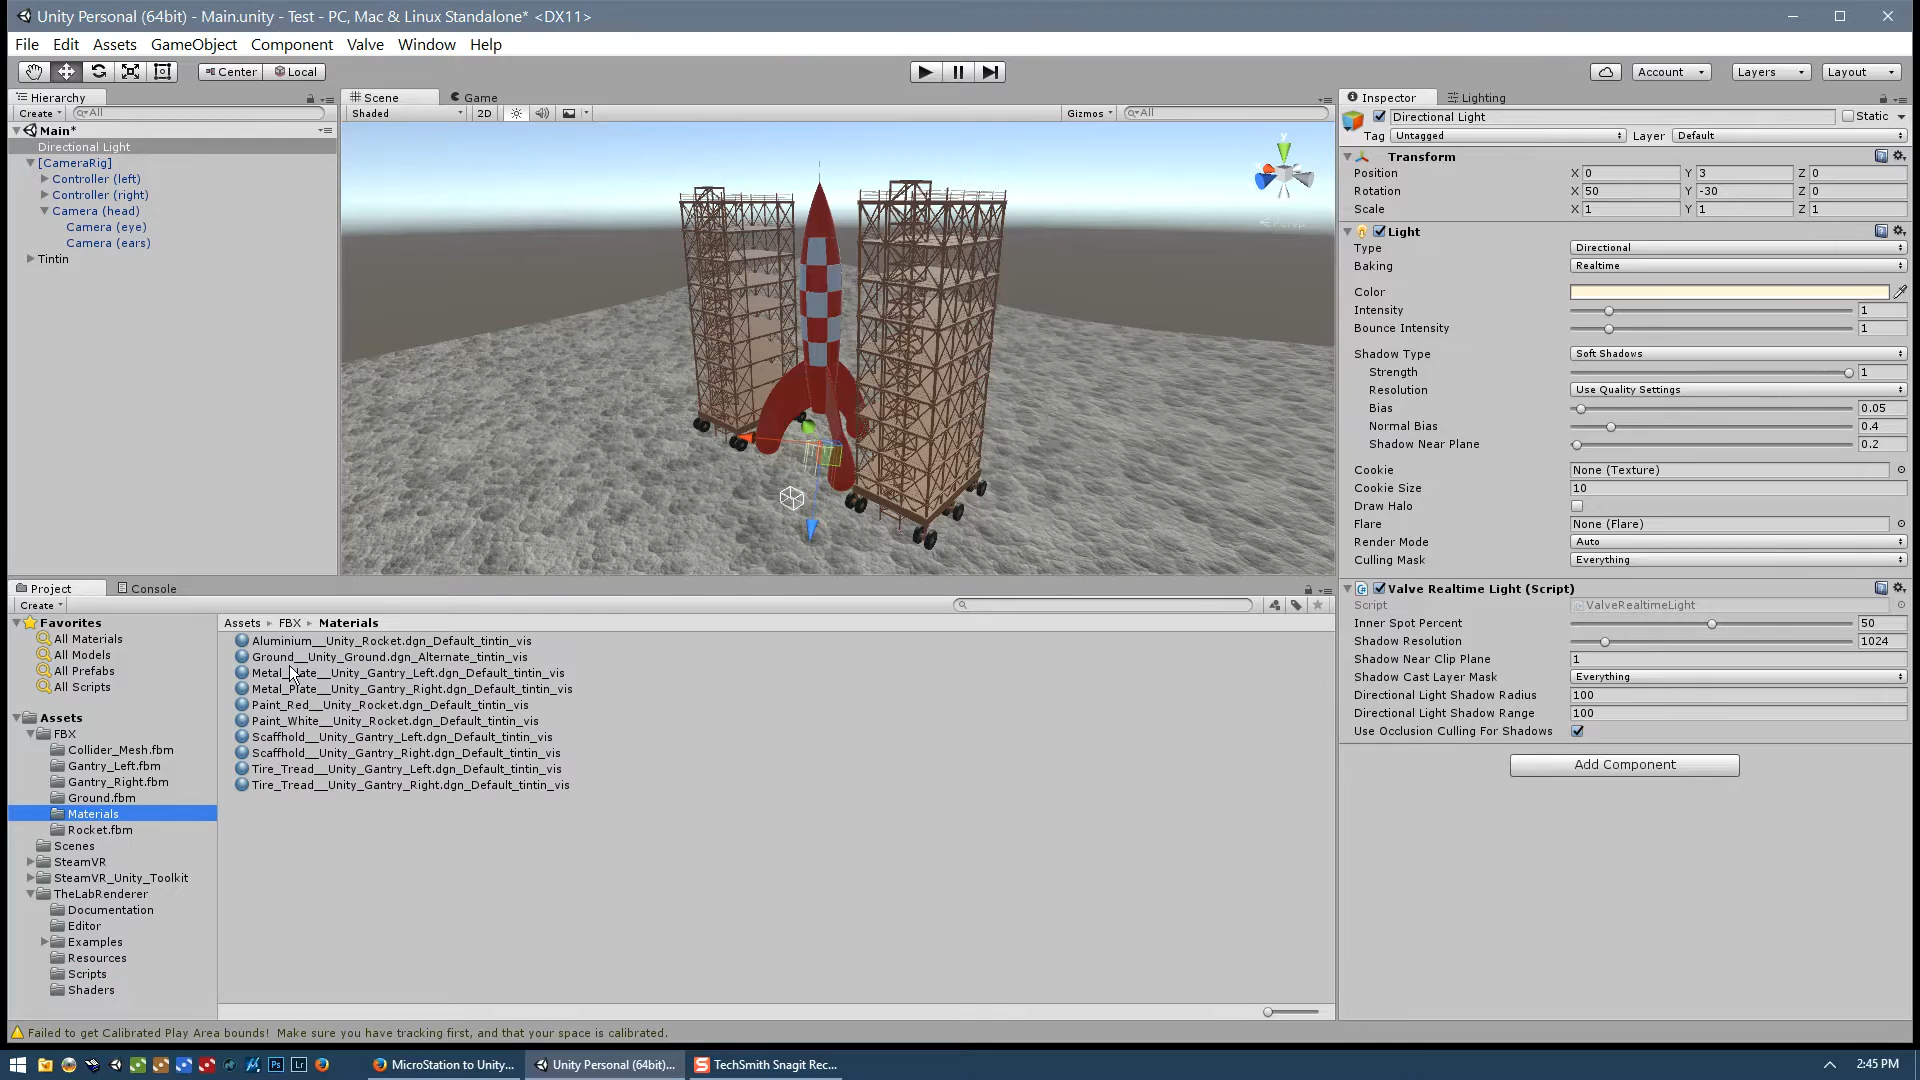 Unity Personal (64bit) - Main.unity - Test - PC, Mac & Linux Standalone* <DX11>
File Edit Assets GameObject Component Valve Window Help
Center Local
Account Layers Layout
Hierarchy
Create All
Main*
Directional Light
[CameraRig]
Controller (left)
Controller (right)
Camera (head)
Camera (eye)
Camera (ears)
Tintin
Scene Game
Shaded 2D Gizmos All
y
Persp
Inspector Lighting
Directional Light Static
Tag Untagged Layer Default
Transform
Position X 0 Y 3 Z 0
Rotation X 50 Y -30 Z 0
Scale X 1 Y 1 Z 1
Light
Type Directional
Baking Realtime
Color
Intensity 1
Bounce Intensity 1
Shadow Type Soft Shadows
Strength 1
Resolution Use Quality Settings
Bias 0.05
Normal Bias 0.4
Shadow Near Plane 0.2
Cookie None (Texture)
Cookie Size 10
Draw Halo
Flare None (Flare)
Render Mode Auto
Culling Mask Everything
Valve Realtime Light (Script)
Script ValveRealtimeLight
Inner Spot Percent 50
Shadow Resolution 1024
Shadow Near Clip Plane 1
Shadow Cast Layer Mask Everything
Directional Light Shadow Radius 100
Directional Light Shadow Range 100
Use Occlusion Culling For Shadows
Add Component
Project Console
Create
Favorites
All Materials
All Models
All Prefabs
All Scripts
Assets
FBX
Collider_Mesh.fbm
Gantry_Left.fbm
Gantry_Right.fbm
Ground.fbm
Materials
Rocket.fbm
Scenes
SteamVR
SteamVR_Unity_Toolkit
TheLabRenderer
Documentation
Editor
Examples
Resources
Scripts
Shaders
Assets FBX Materials
Aluminium__Unity_Rocket.dgn_Default_tintin_vis
Ground__Unity_Ground.dgn_Alternate_tintin_vis
Metal_Plate__Unity_Gantry_Left.dgn_Default_tintin_vis
Metal_Plate__Unity_Gantry_Right.dgn_Default_tintin_vis
Paint_Red__Unity_Rocket.dgn_Default_tintin_vis
Paint_White__Unity_Rocket.dgn_Default_tintin_vis
Scaffhold__Unity_Gantry_Left.dgn_Default_tintin_vis
Scaffhold__Unity_Gantry_Right.dgn_Default_tintin_vis
Tire_Tread__Unity_Gantry_Left.dgn_Default_tintin_vis
Tire_Tread__Unity_Gantry_Right.dgn_Default_tintin_vis
Failed to get Calibrated Play Area bounds! Make sure you have tracking first, and that your space is calibrated.
Ps Lr MicroStation to Unity... Unity Personal (64bit)... S TechSmith Snagit Rec... 2:45 PM